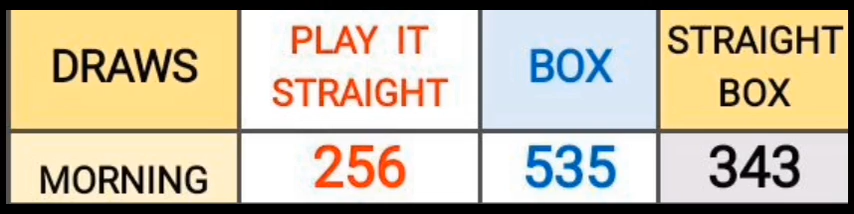 DRAWS
PLAY IT
STRAIGHT
BOX
STRAIGHT
BOX
MORNING
256
535
343